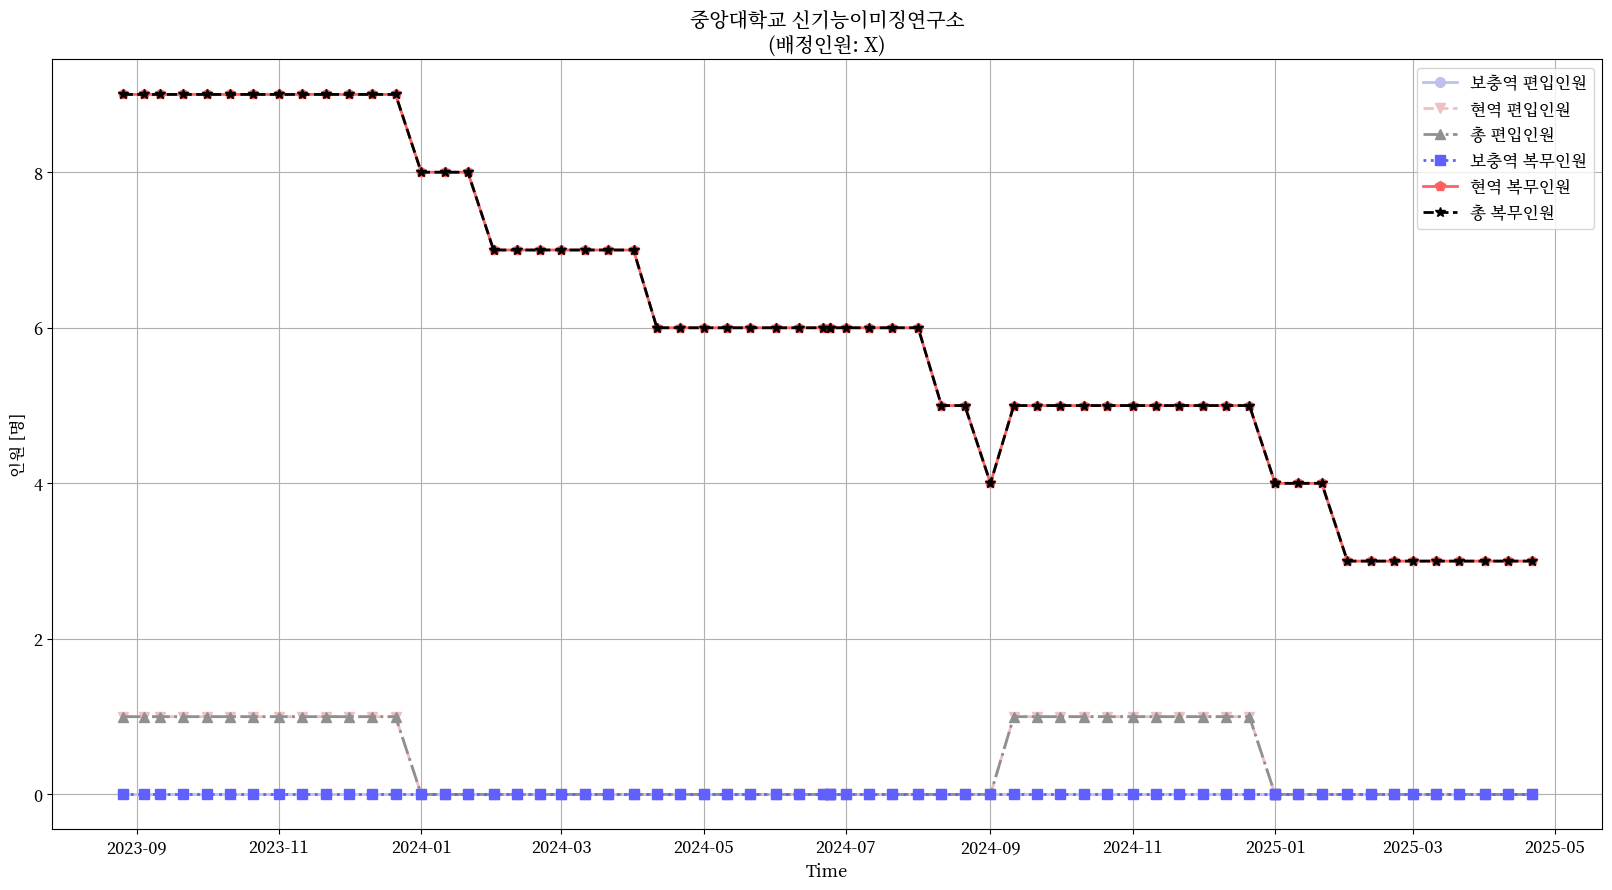 중앙대학교 신기능이미징연구소
(배정인원: X)
보충역 편입인원
현역 편입인원
총 편입인원
보충역 복무인원
현역 복무인원
총 복무인원
인원 [명]
8
6
4
2
0
2023-09 2023-11 2024-01 2024-03 2024-05 2024-07 2024-09 2024-11 2025-01 2025-03 2025-05
Time